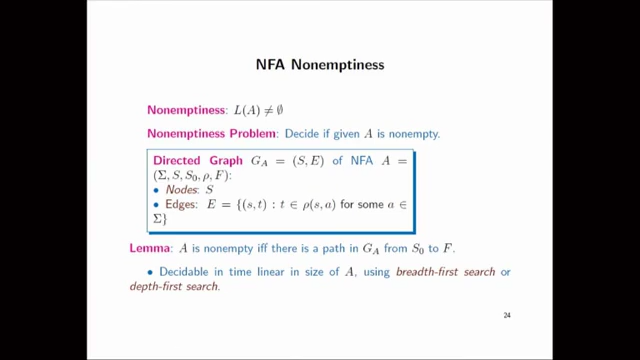 NFA Nonemptiness
Nonemptiness: L(A) ≠ ∅
Nonemptiness Problem: Decide if given A is nonempty.
Directed Graph G_A = (S, E) of NFA A =
(Σ, S, S_0, ρ, F):
• Nodes: S
• Edges: E = {(s, t) : t ∈ ρ(s, a) for some a ∈
Σ}
Lemma: A is nonempty iff there is a path in G_A from S_0 to F.
• Decidable in time linear in size of A, using breadth-first search or
depth-first search.
24